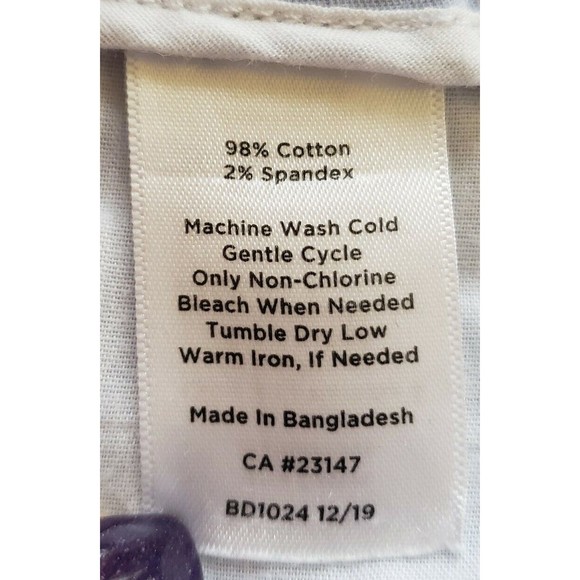 98% Cotton
2% Spandex
Machine Wash Cold
Gentle Cycle
Only Non-Chlorine
Bleach When Needed
Tumble Dry Low
Warm Iron, If Needed
Made In Bangladesh
CA #23147
BD1024 12/19